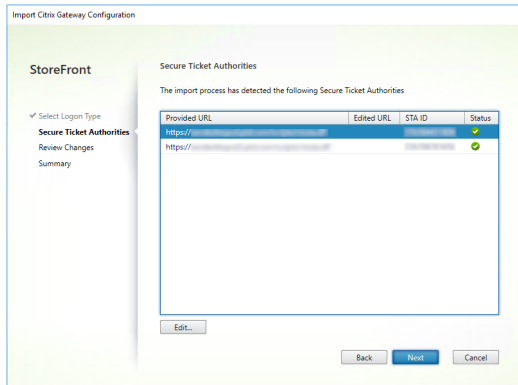 Import Citrix Gateway Configuration
StoreFront
Select Logon Type
Secure Ticket Authorities
Review Changes
Summary
Secure Ticket Authorities
The import process has detected the following Secure Ticket Authorities
Provided URL Edited URL STA ID Status
https://
https://
Edit...
Back Next Cancel